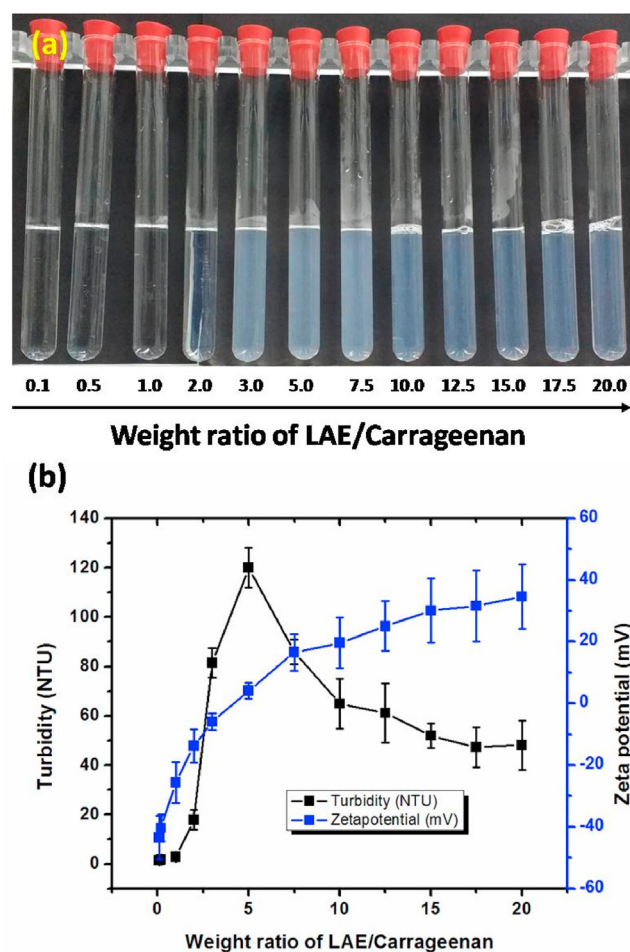 (a)
0.1 0.5 1.0 2.0 3.0 5.0 7.5 10.0 12.5 15.0 17.5 20.0
Weight ratio of LAE/Carrageenan
(b)
140
120
100
80
60
40
20
0
Turbidity (NTU)
60
40
20
0
-20
-40
-60
Zeta potential (mV)
Turbidity (NTU)
Zetapotential (mV)
0 5 10 15 20
Weight ratio of LAE/Carrageenan